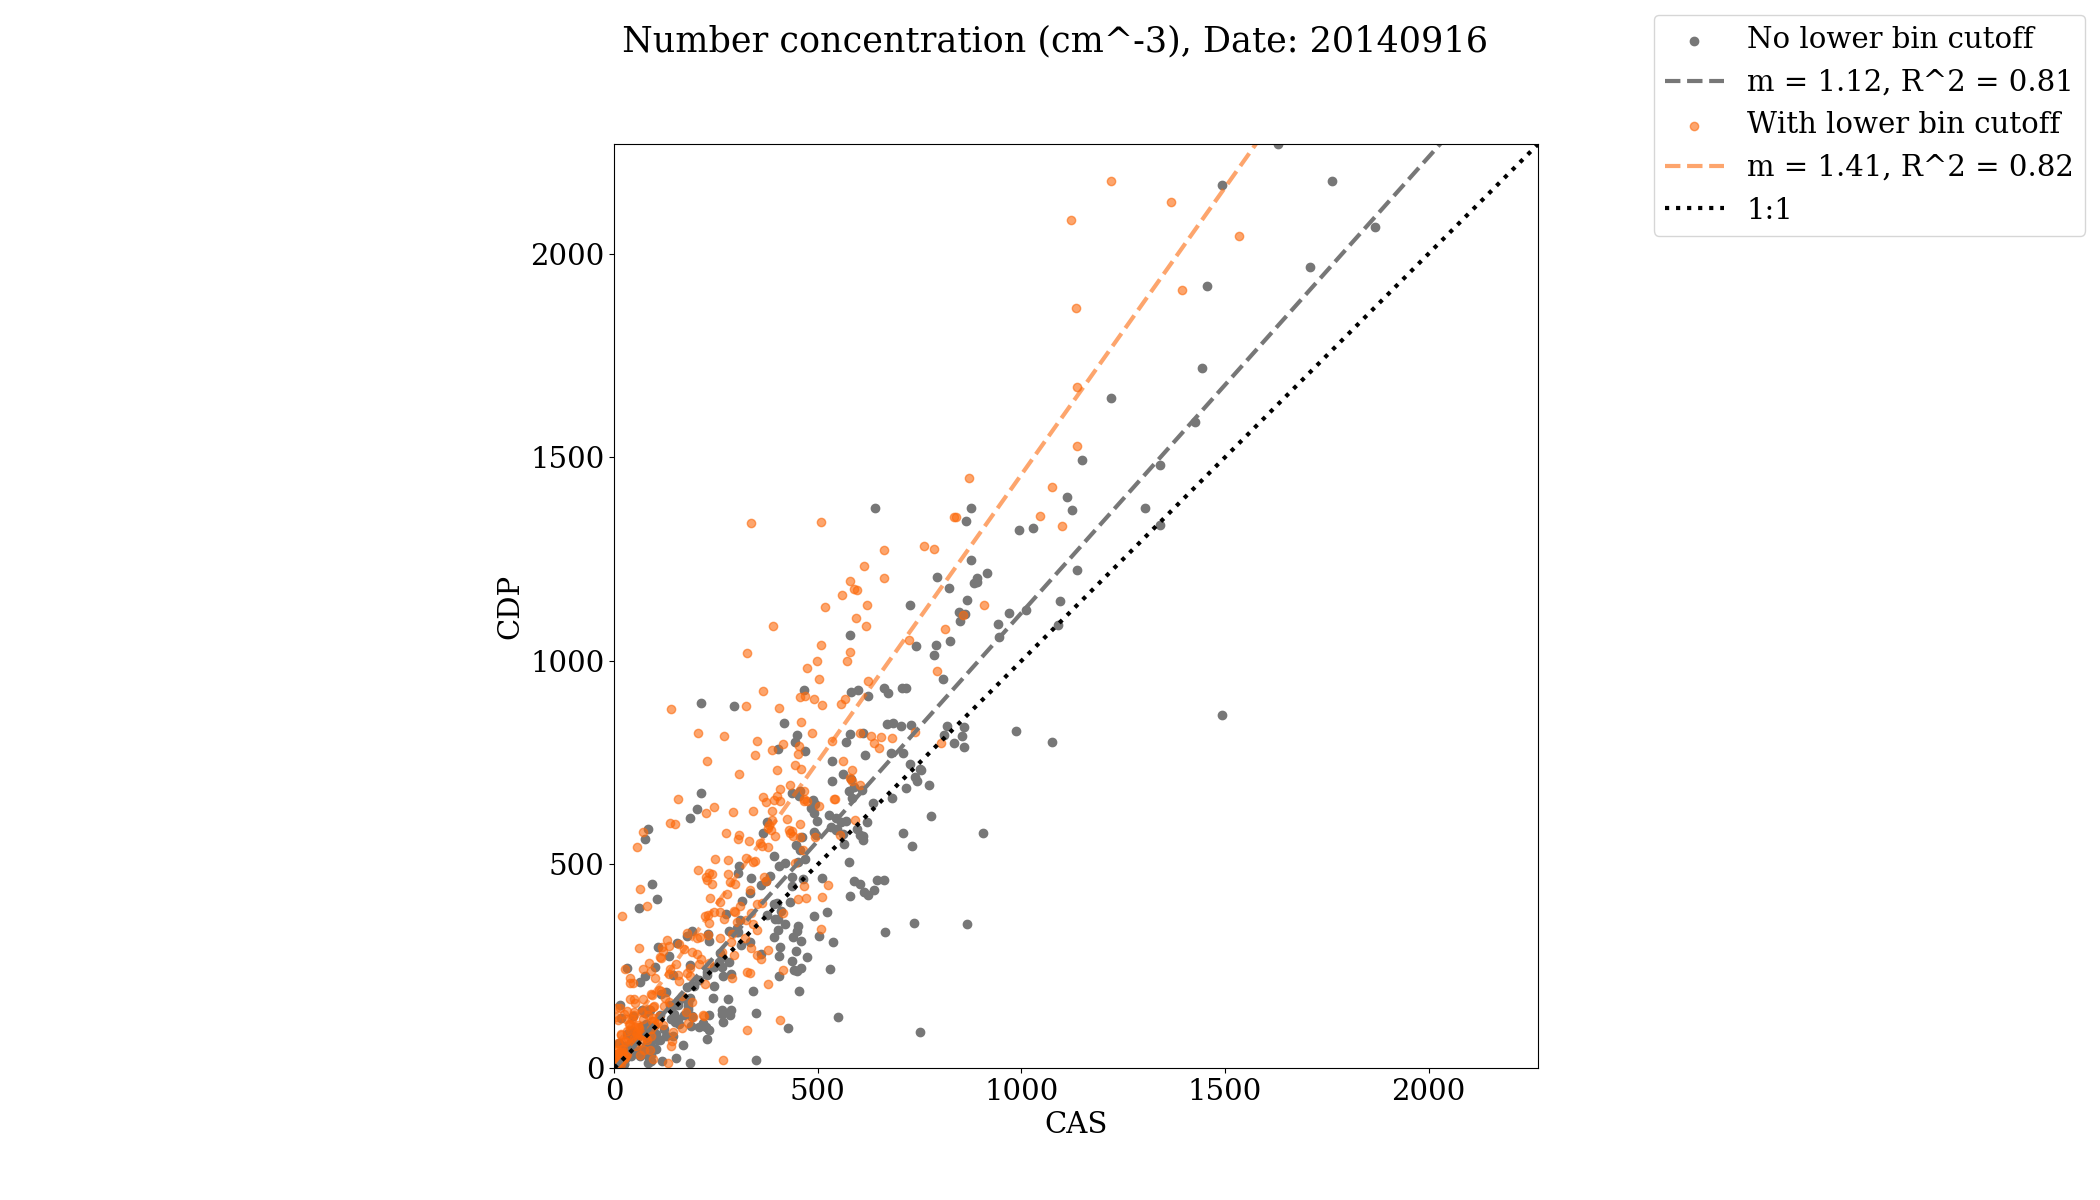 Number concentration (cm^-3), Date: 20140916
No lower bin cutoff
m = 1.12, R^2 = 0.81
With lower bin cutoff
m = 1.41, R^2 = 0.82
1:1
2000
1500
1000
500
0
CDP
0 500 1000 1500 2000
CAS